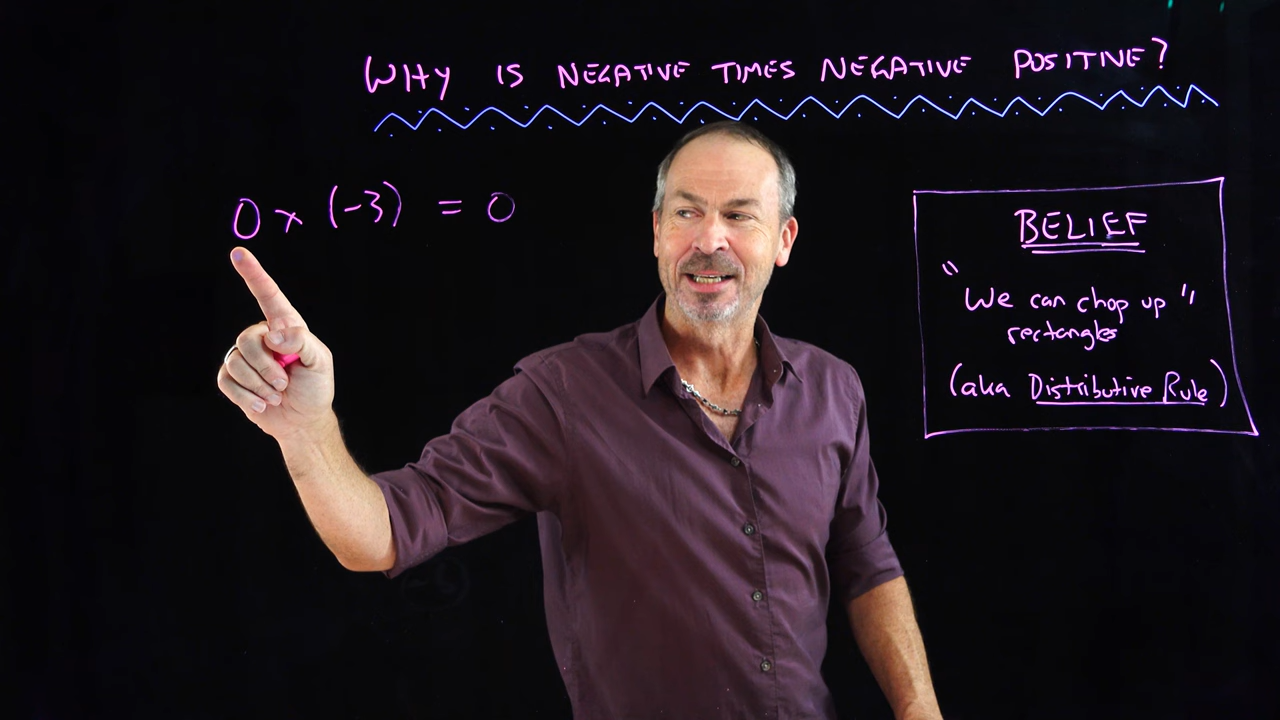 WHY IS NEGATIVE TIMES NEGATIVE POSITIVE?
0 x (-3) = 0
BELIEF
"We can chop up"
rectangles
(aka Distributive Rule)